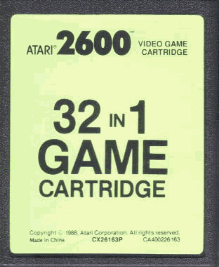 ATARI® 2600™ VIDEO GAME CARTRIDGE
32 IN 1
GAME
CARTRIDGE
Copyright © 1988, Atari Corporation. All rights reserved.
Made in China CX26163P CA400226-163